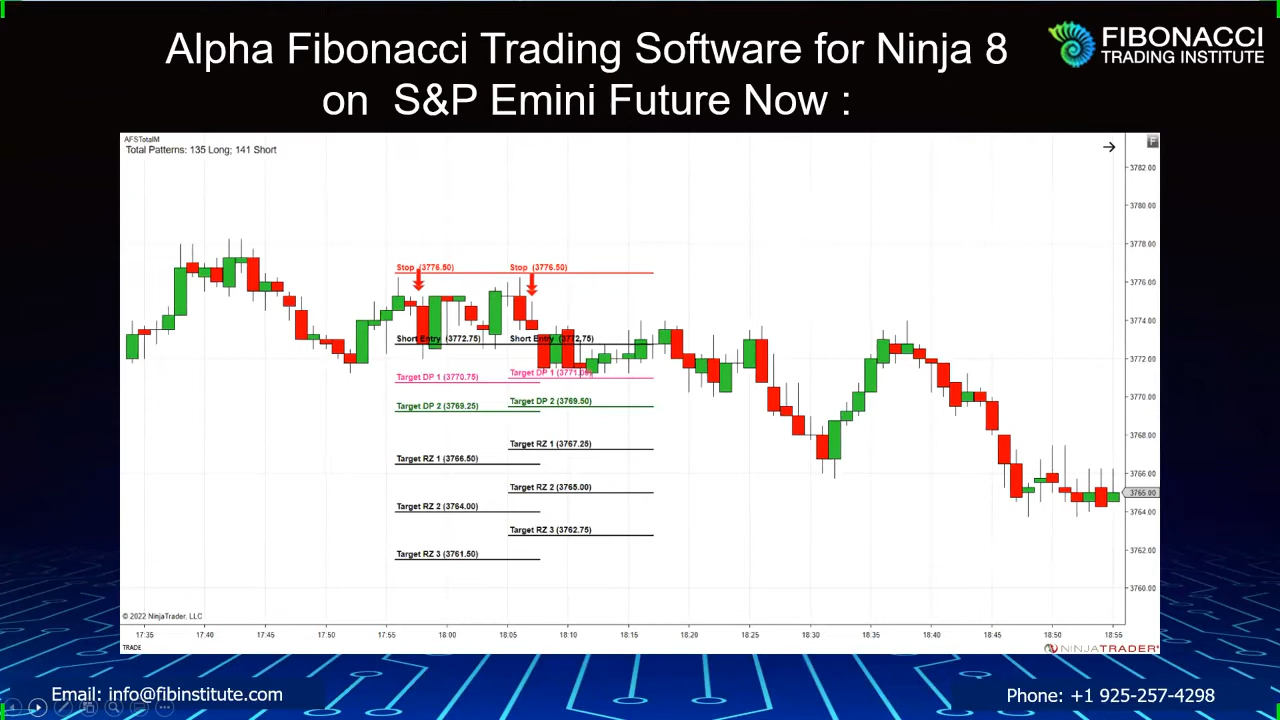 Alpha Fibonacci Trading Software for Ninja 8
on S&P Emini Future Now :
FIBONACCI
TRADING INSTITUTE
AFSTotalM
Total Patterns: 135 Long; 141 Short
F
3782.00
3780.00
3778.00
3776.00
3774.00
3772.00
3770.00
3768.00
3766.00
3765.00
3764.00
3762.00
3760.00
Stop (3776.50)
Stop (3776.50)
Short Entry (3772.75)
Short Entry (3772.75)
Target DP 1 (3770.75)
Target DP 1 (3771.00)
Target DP 2 (3769.25)
Target DP 2 (3769.50)
Target RZ 1 (3767.25)
Target RZ 1 (3766.50)
Target RZ 2 (3765.00)
Target RZ 2 (3764.00)
Target RZ 3 (3762.75)
Target RZ 3 (3761.50)
© 2022 NinjaTrader, LLC
17:35 17:40 17:45 17:50 17:55 18:00 18:05 18:10 18:15 18:20 18:25 18:30 18:35 18:40 18:45 18:50 18:55
TRADE
NINJATRADER
Email: info@fibinstitute.com
Phone: +1 925-257-4298